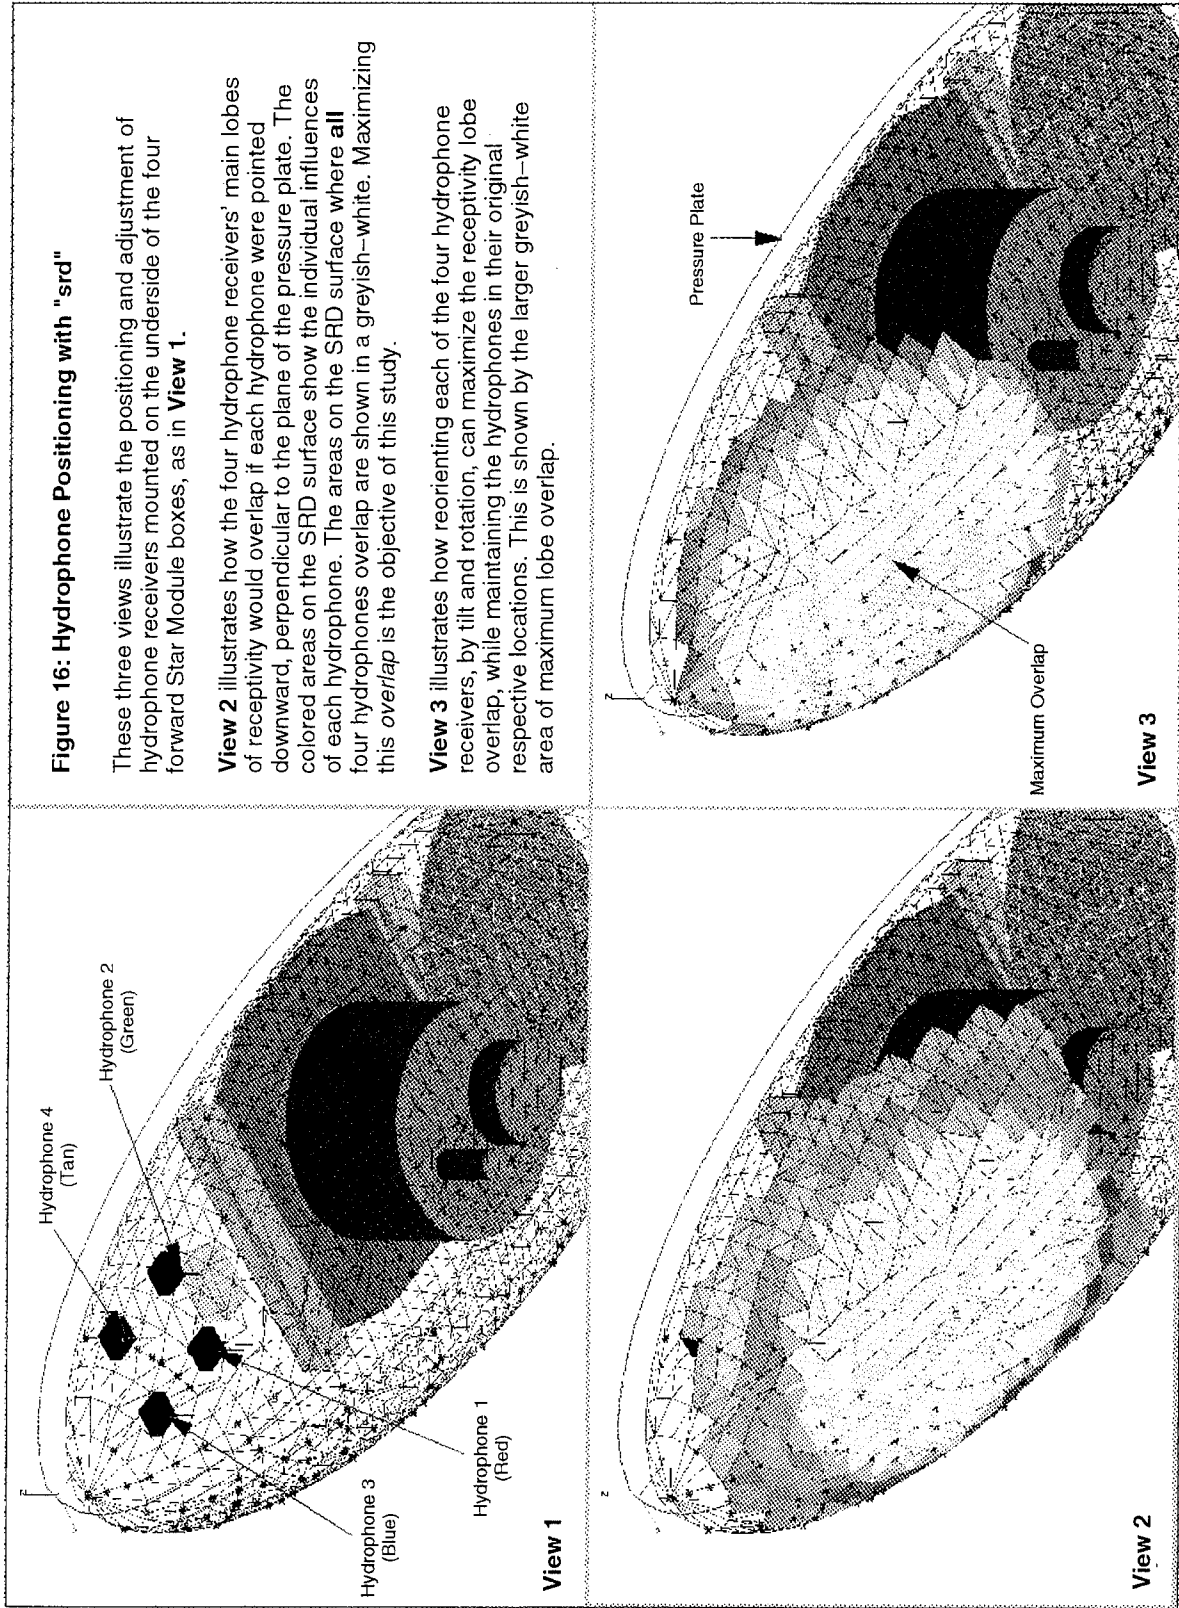 Figure 16: Hydrophone Positioning with "srd"
These three views illustrate the positioning and adjustment of
hydrophone receivers mounted on the underside of the four
forward Star Module boxes, as in View 1.
View 2 illustrates how the four hydrophone receivers' main lobes
of receptivity would overlap if each hydrophone were pointed
downward, perpendicular to the plane of the pressure plate. The
colored areas on the SRD surface show the individual influences
of each hydrophone. The areas on the SRD surface where all
four hydrophones overlap are shown in a greyish–white. Maximizing
this overlap is the objective of this study.
View 3 illustrates how reorienting each of the four hydrophone
receivers, by tilt and rotation, can maximize the receptivity lobe
overlap, while maintaining the hydrophones in their original
respective locations. This is shown by the larger greyish–white
area of maximum lobe overlap.
Hydrophone 4
(Tan)
Hydrophone 2
(Green)
Hydrophone 3
(Blue)
Hydrophone 1
(Red)
z
View 1
z
View 2
Pressure Plate
z
Maximum Overlap
View 3